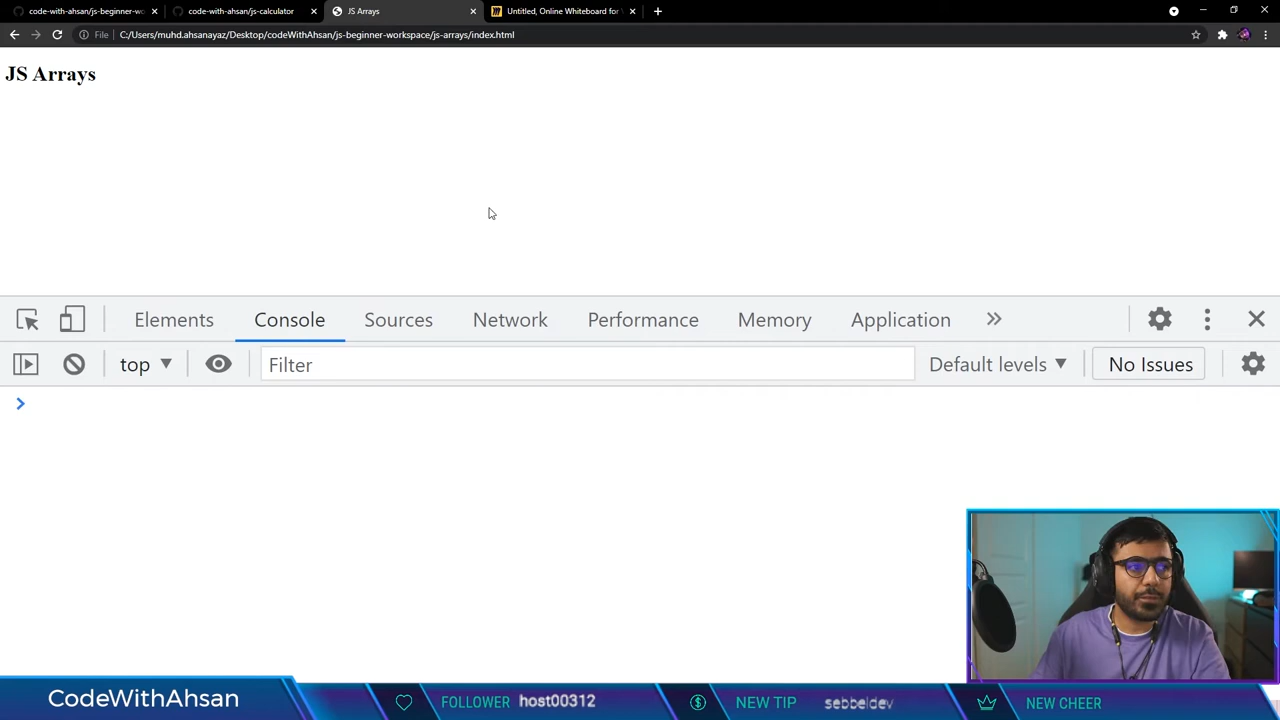 code-with-ahsan/js-beginner-wo
code-with-ahsan/js-calculator
JS Arrays
Untitled, Online Whiteboard for
File
C:/Users/muhd.ahsanayaz/Desktop/codeWithAhsan/js-beginner-workspace/js-arrays/index.html
JS Arrays
Elements
Console
Sources
Network
Performance
Memory
Application
top
Filter
Default levels
No Issues
CodeWithAhsan
FOLLOWER host00312
NEW TIP sebbeldev
NEW CHEER